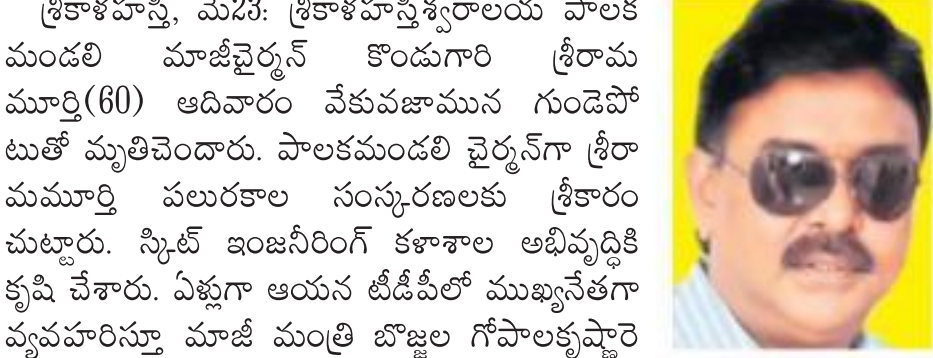 శ్రీకాళహస్తి, మే23: శ్రీకాళహస్తీశ్వరాలయ పాలక
మండలి మాజీచైర్మన్ కొండుగారి శ్రీరామ
మూర్తి(60) ఆదివారం వేకువజామున గుండెపో
టుతో మృతిచెందారు. పాలకమండలి చైర్మన్‌గా శ్రీరా
మమూర్తి పలురకాల సంస్కరణలకు శ్రీకారం
చుట్టారు. స్కిట్ ఇంజనీరింగ్ కళాశాల అభివృద్ధికి
కృషి చేశారు. ఏళ్లుగా ఆయన టీడీపీలో ముఖ్యనేతగా
వ్యవహరిస్తూ మాజీ మంత్రి బొజ్జల గోపాలకృష్ణారె